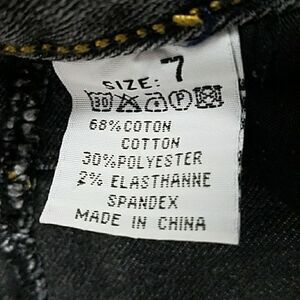 SIZE: 7
68%COTON
COTTON
30%POLYESTER
2% ELASTHANNE
SPANDEX
MADE IN CHINA